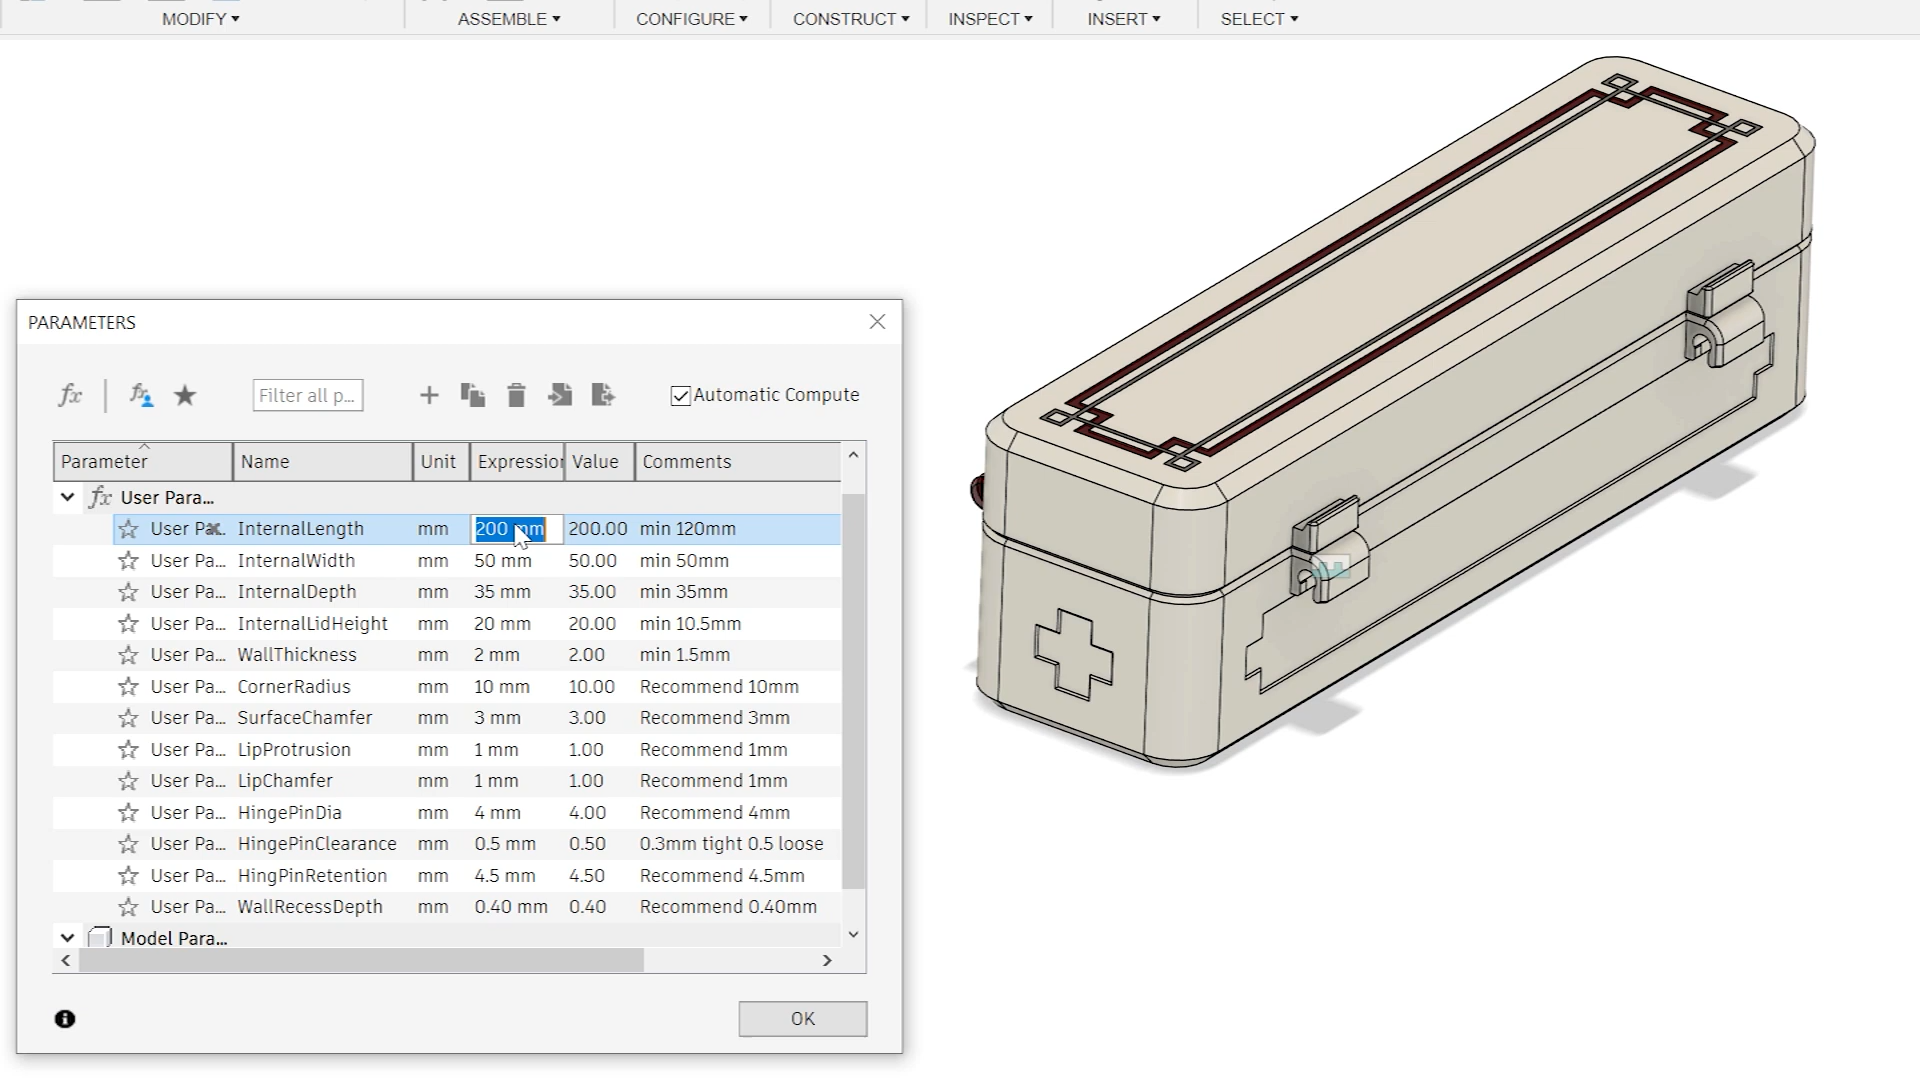 MODIFY ASSEMBLE CONFIGURE CONSTRUCT INSPECT INSERT SELECT
PARAMETERS
fx fx Filter all p... Automatic Compute
Parameter Name Unit Expression Value Comments
fx User Para...
User Pa... InternalLength mm 200 mm 200.00 min 120mm
User Pa... InternalWidth mm 50 mm 50.00 min 50mm
User Pa... InternalDepth mm 35 mm 35.00 min 35mm
User Pa... InternalLidHeight mm 20 mm 20.00 min 10.5mm
User Pa... WallThickness mm 2 mm 2.00 min 1.5mm
User Pa... CornerRadius mm 10 mm 10.00 Recommend 10mm
User Pa... SurfaceChamfer mm 3 mm 3.00 Recommend 3mm
User Pa... LipProtrusion mm 1 mm 1.00 Recommend 1mm
User Pa... LipChamfer mm 1 mm 1.00 Recommend 1mm
User Pa... HingePinDia mm 4 mm 4.00 Recommend 4mm
User Pa... HingePinClearance mm 0.5 mm 0.50 0.3mm tight 0.5 loose
User Pa... HingPinRetention mm 4.5 mm 4.50 Recommend 4.5mm
User Pa... WallRecessDepth mm 0.40 mm 0.40 Recommend 0.40mm
Model Para...
OK